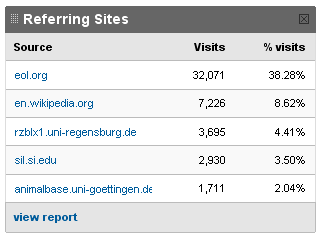 Referring Sites
Source Visits % visits
eol.org 32,071 38.28%
en.wikipedia.org 7,226 8.62%
rzblx1.uni-regensburg.de 3,695 4.41%
sil.si.edu 2,930 3.50%
animalbase.uni-goettingen.de 1,711 2.04%
view report